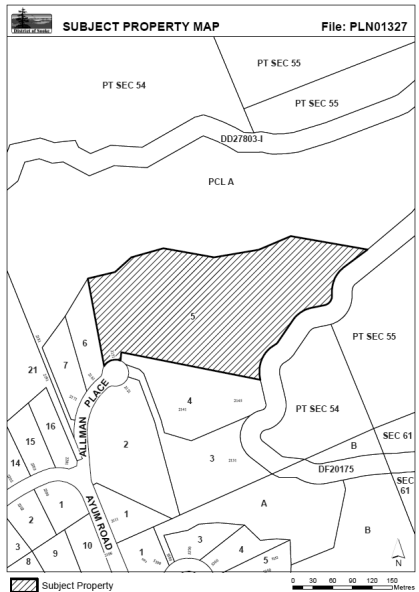 District of Sooke
SUBJECT PROPERTY MAP
File: PLN01327
PT SEC 54
PT SEC 55
PT SEC 55
DD27803-I
PCL A
5
6
7
21
PT SEC 55
ALLMAN PLACE
4
16
15
14
2
3
PT SEC 54
B
SEC 61
DF20175
SEC 61
A
B
1
2
AYUM ROAD
1
3
8
9
10
1
3
4
5
N
Subject Property
0 30 60 90 120 150
Metres